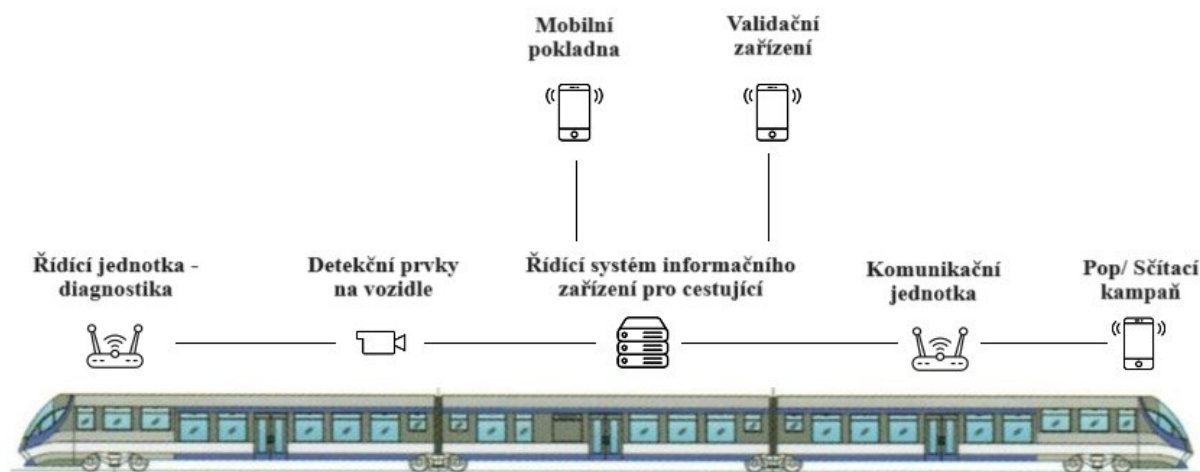 Mobilní
pokladna
Validační
zařízení
Řídící jednotka -
diagnostika
Detekční prvky
na vozidle
Řídící systém informačního
zařízení pro cestující
Komunikační
jednotka
Pop/ Sčítací
kampaň